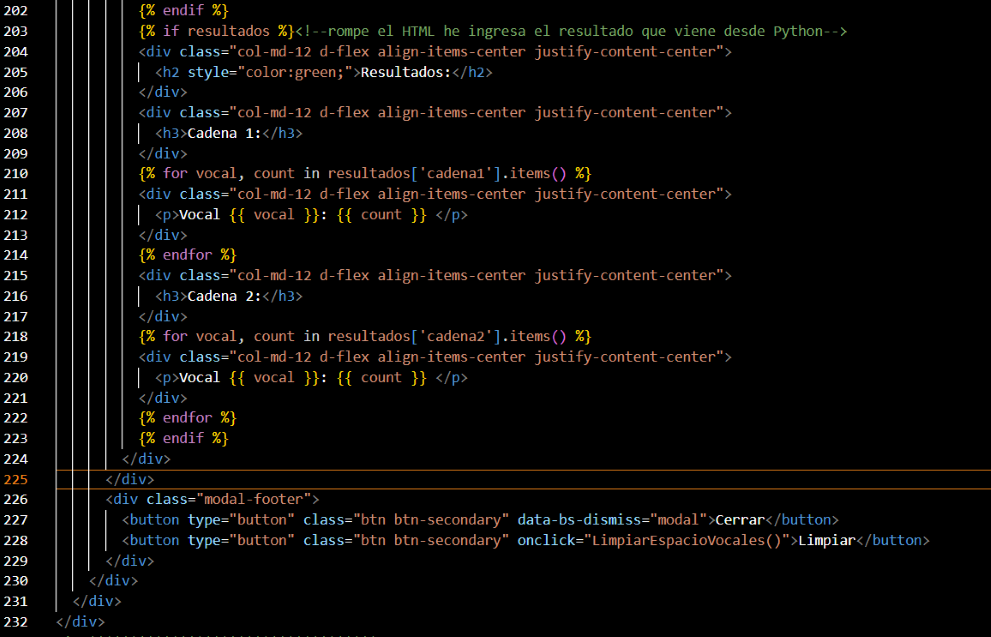 202 {% endif %}
203 {% if resultados %}<!--rompe el HTML he ingresa el resultado que viene desde Python-->
204 <div class="col-md-12 d-flex align-items-center justify-content-center">
205 <h2 style="color:green;">Resultados:</h2>
206 </div>
207 <div class="col-md-12 d-flex align-items-center justify-content-center">
208 <h3>Cadena 1:</h3>
209 </div>
210 {% for vocal, count in resultados['cadena1'].items() %}
211 <div class="col-md-12 d-flex align-items-center justify-content-center">
212 <p>Vocal {{ vocal }}: {{ count }} </p>
213 </div>
214 {% endfor %}
215 <div class="col-md-12 d-flex align-items-center justify-content-center">
216 <h3>Cadena 2:</h3>
217 </div>
218 {% for vocal, count in resultados['cadena2'].items() %}
219 <div class="col-md-12 d-flex align-items-center justify-content-center">
220 <p>Vocal {{ vocal }}: {{ count }} </p>
221 </div>
222 {% endfor %}
223 {% endif %}
224 </div>
225 </div>
226 <div class="modal-footer">
227 <button type="button" class="btn btn-secondary" data-bs-dismiss="modal">Cerrar</button>
228 <button type="button" class="btn btn-secondary" onclick="LimpiarEspacioVocales()">Limpiar</button>
229 </div>
230 </div>
231 </div>
232 </div>